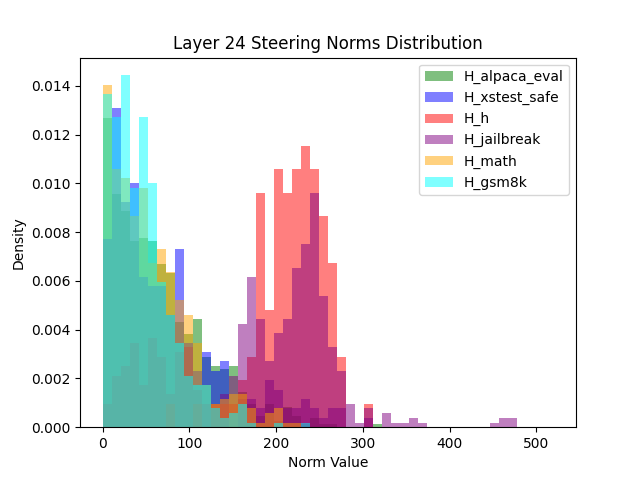 Layer 24 Steering Norms Distribution
H_alpaca_eval
H_xstest_safe
H_h
H_jailbreak
H_math
H_gsm8k
0.014
0.012
0.010
0.008
0.006
0.004
0.002
0.000
Density
0 100 200 300 400 500
Norm Value